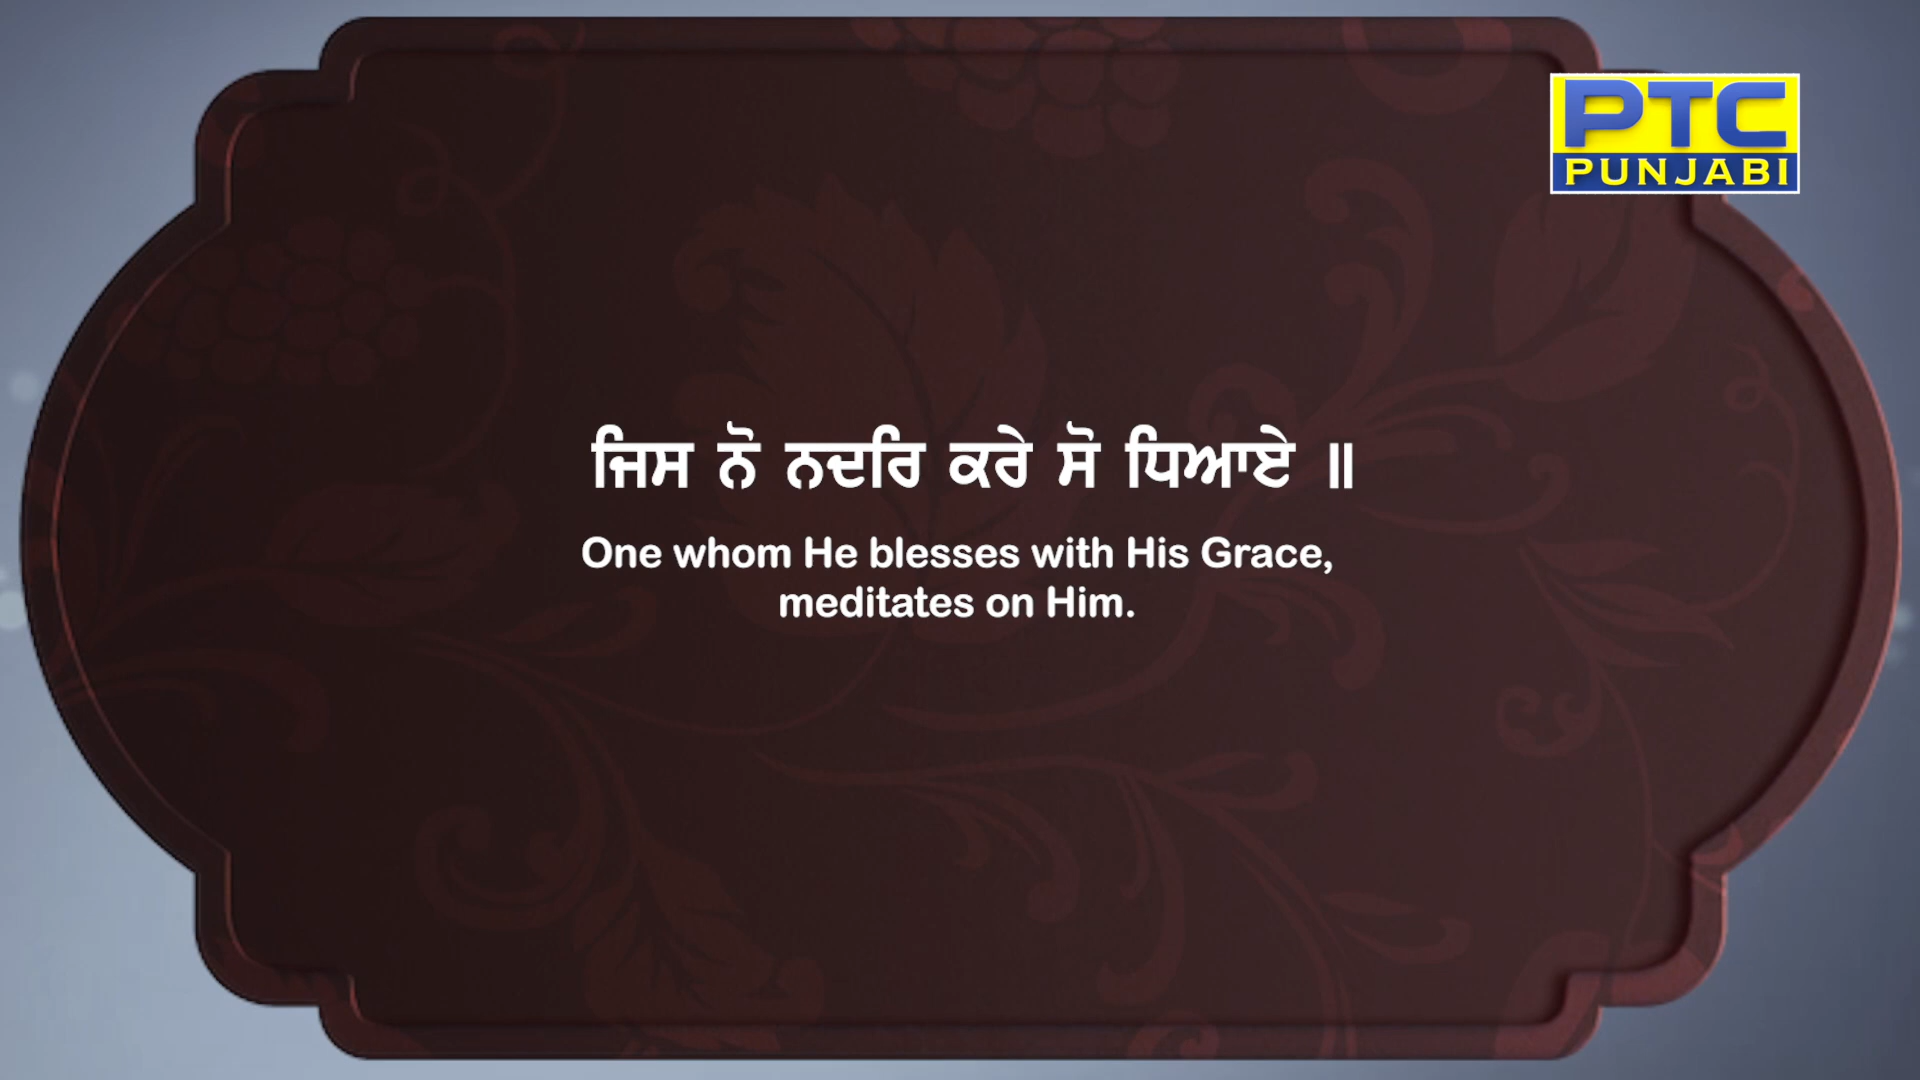 PTC
PUNJABI
ਜਿਸ ਨੋ ਨਦਰਿ ਕਰੇ ਸੋ ਧਿਆਏ ॥
One whom He blesses with His Grace,
meditates on Him.